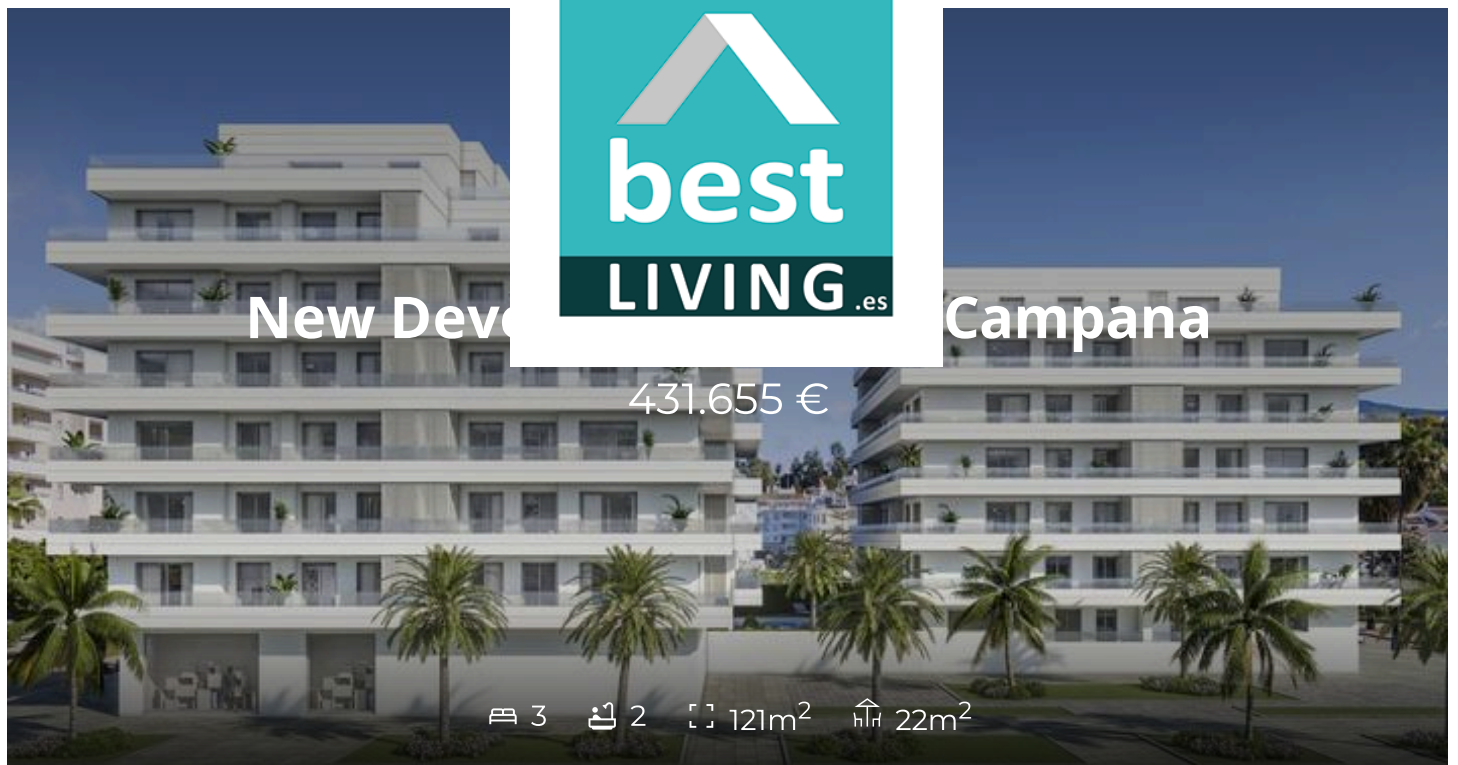 best
LIVING.es
New Deve Campana
431.655 €
3 2 121m² 22m²